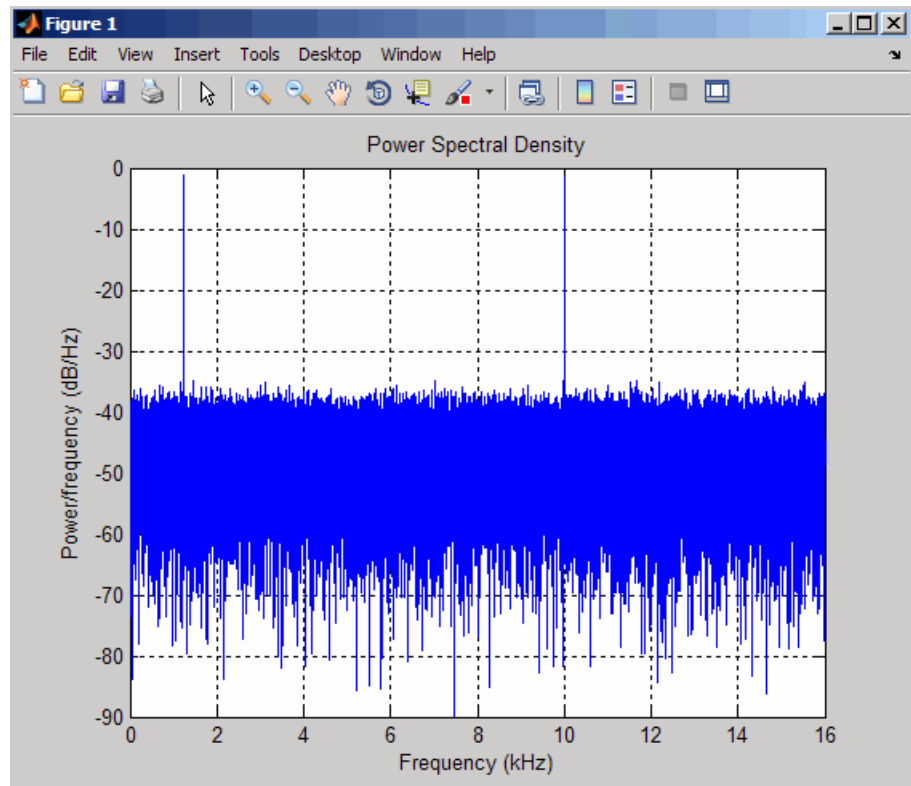 Figure 1
File Edit View Insert Tools Desktop Window Help
Power Spectral Density
0
-10
-20
-30
-40
-50
-60
-70
-80
-90
Power/frequency (dB/Hz)
0 2 4 6 8 10 12 14 16
Frequency (kHz)